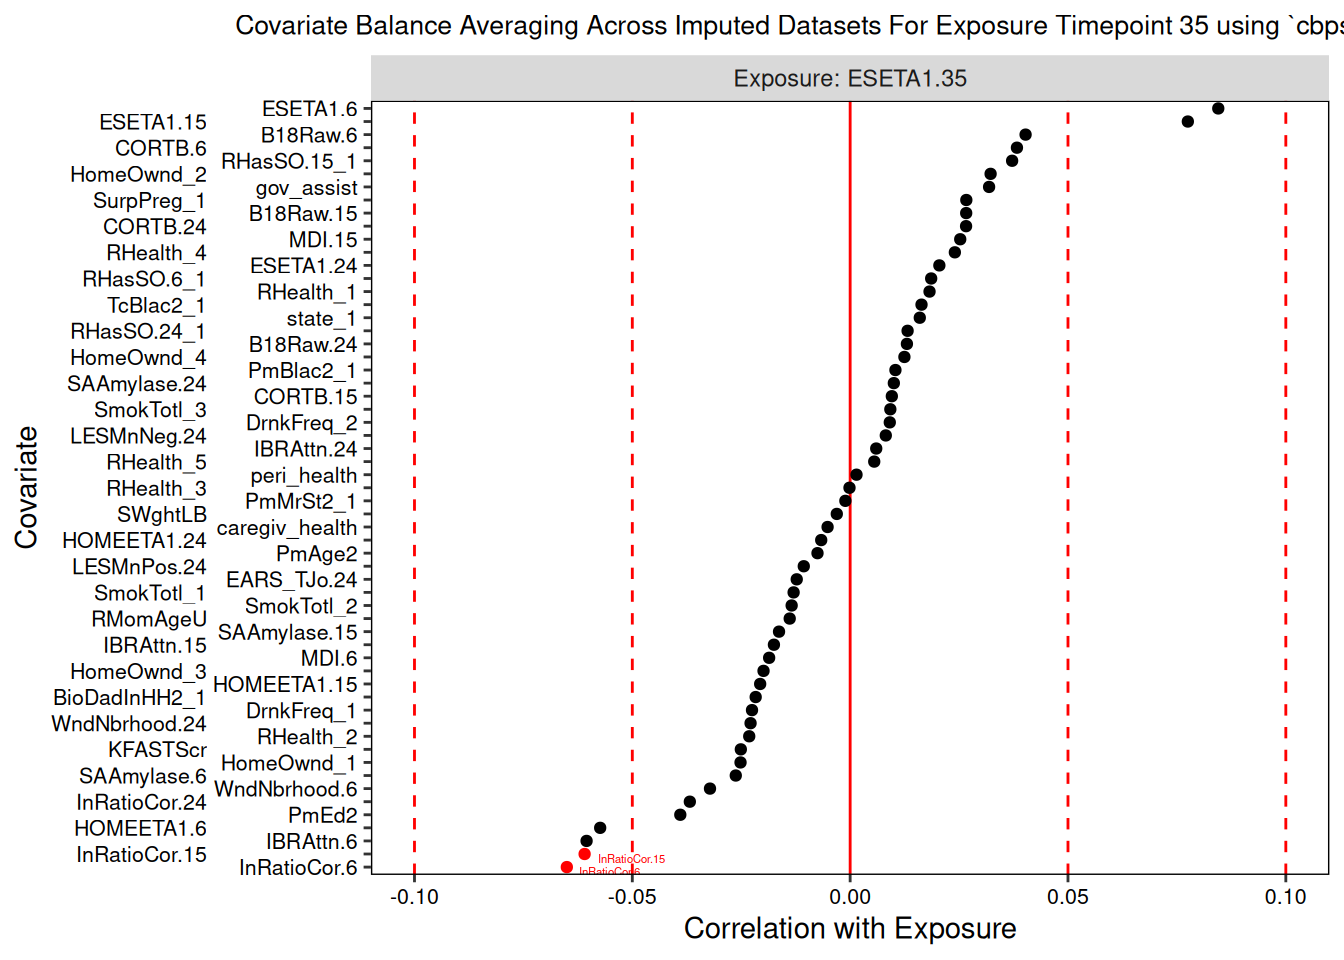 Covariate Balance Averaging Across Imputed Datasets For Exposure Timepoint 35 using `cbps
Exposure: ESETA1.35
Covariate
ESETA1.6
ESETA1.15
B18Raw.6
CORTB.6
RHasSO.15_1
HomeOwnd_2
gov_assist
SurpPreg_1
B18Raw.15
CORTB.24
MDI.15
RHealth_4
ESETA1.24
RHasSO.6_1
RHealth_1
TcBlac2_1
state_1
RHasSO.24_1
B18Raw.24
HomeOwnd_4
PmBlac2_1
SAAmylase.24
CORTB.15
SmokTotl_3
DrnkFreq_2
LESMnNeg.24
IBRAttn.24
RHealth_5
peri_health
RHealth_3
PmMrSt2_1
SWghtLB
caregiv_health
HOMEETA1.24
PmAge2
LESMnPos.24
EARS_TJo.24
SmokTotl_1
SmokTotl_2
RMomAgeU
SAAmylase.15
IBRAttn.15
MDI.6
HomeOwnd_3
HOMEETA1.15
BioDadInHH2_1
DrnkFreq_1
WndNbrhood.24
RHealth_2
KFASTScr
HomeOwnd_1
SAAmylase.6
WndNbrhood.6
InRatioCor.24
PmEd2
HOMEETA1.6
IBRAttn.6
InRatioCor.15
InRatioCor.6
InRatioCor.15
InRatioCor.6
-0.10 -0.05 0.00 0.05 0.10
Correlation with Exposure